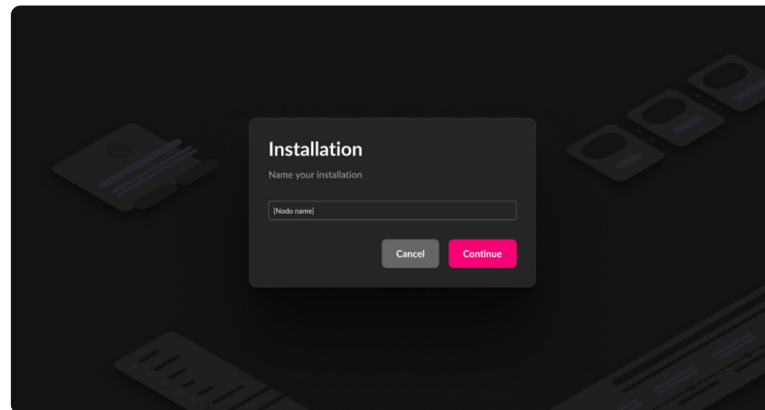 Installation
Name your installation
[Nodo name]
Cancel
Continue